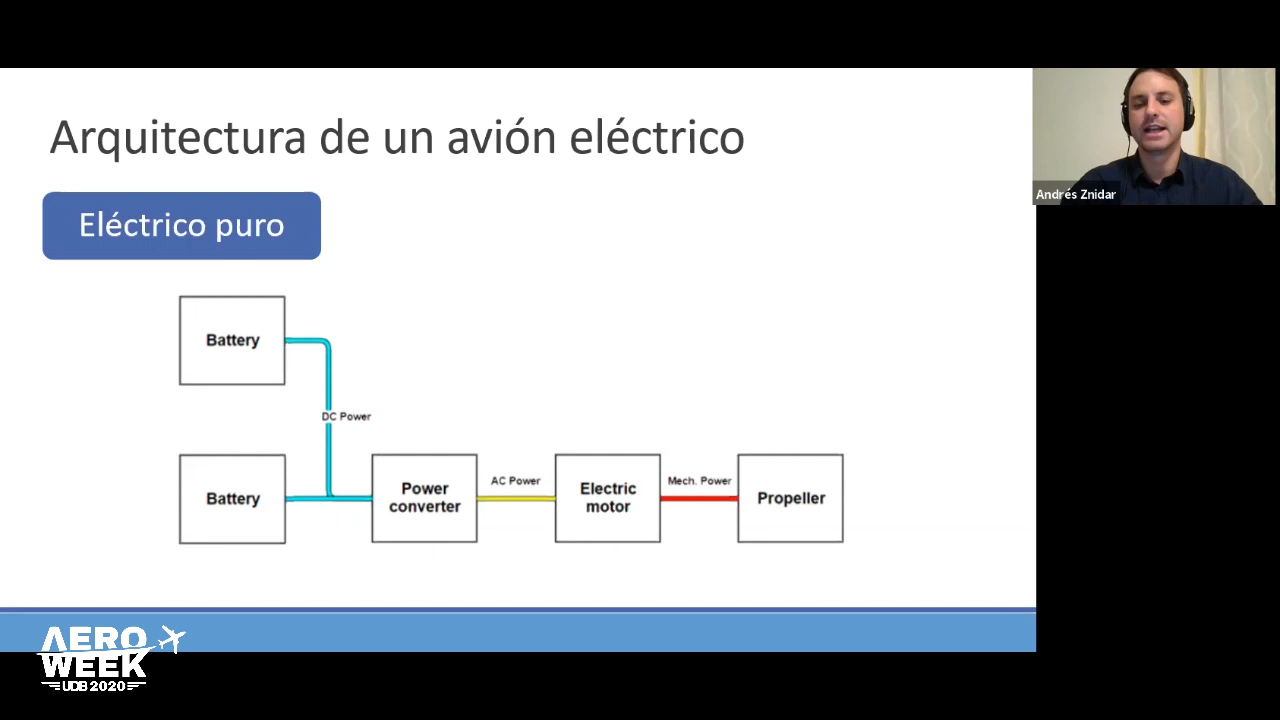 Arquitectura de un avión eléctrico
Eléctrico puro
Andrés Znidar
Battery
DC Power
Battery
Power
converter
AC Power
Electric
motor
Mech. Power
Propeller
AERO
WEEK
UDB 2020